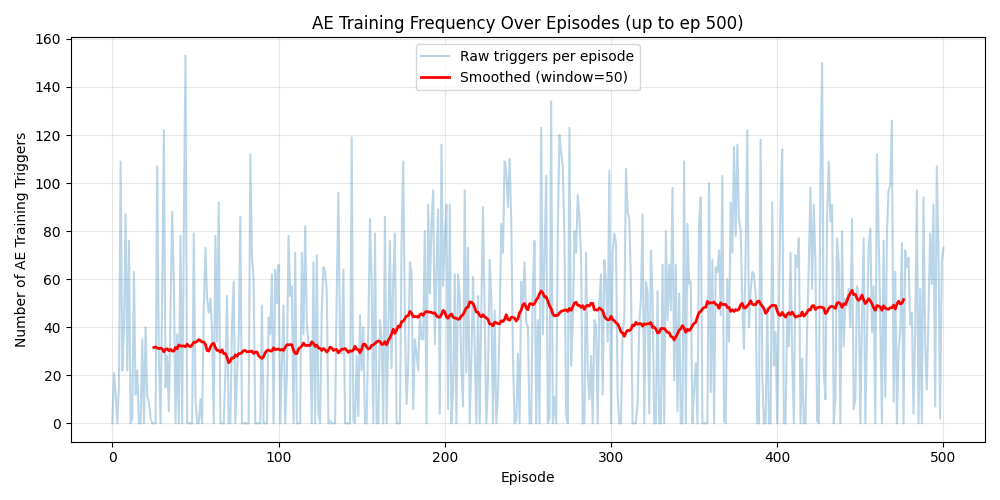 AE Training Frequency Over Episodes (up to ep 500)
Raw triggers per episode
Smoothed (window=50)
Number of AE Training Triggers
160
140
120
100
80
60
40
20
0
0 100 200 300 400 500
Episode